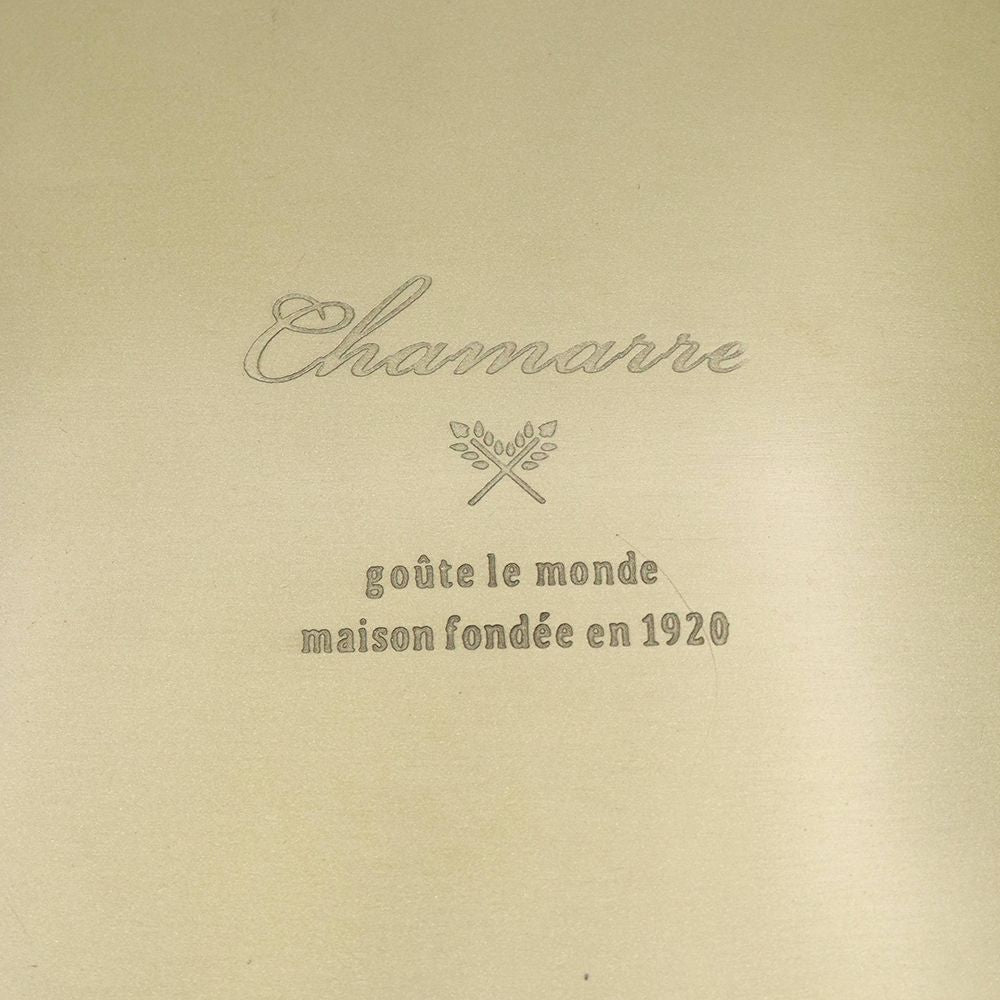 Chamarre
goûte le monde
maison fondée en 1920